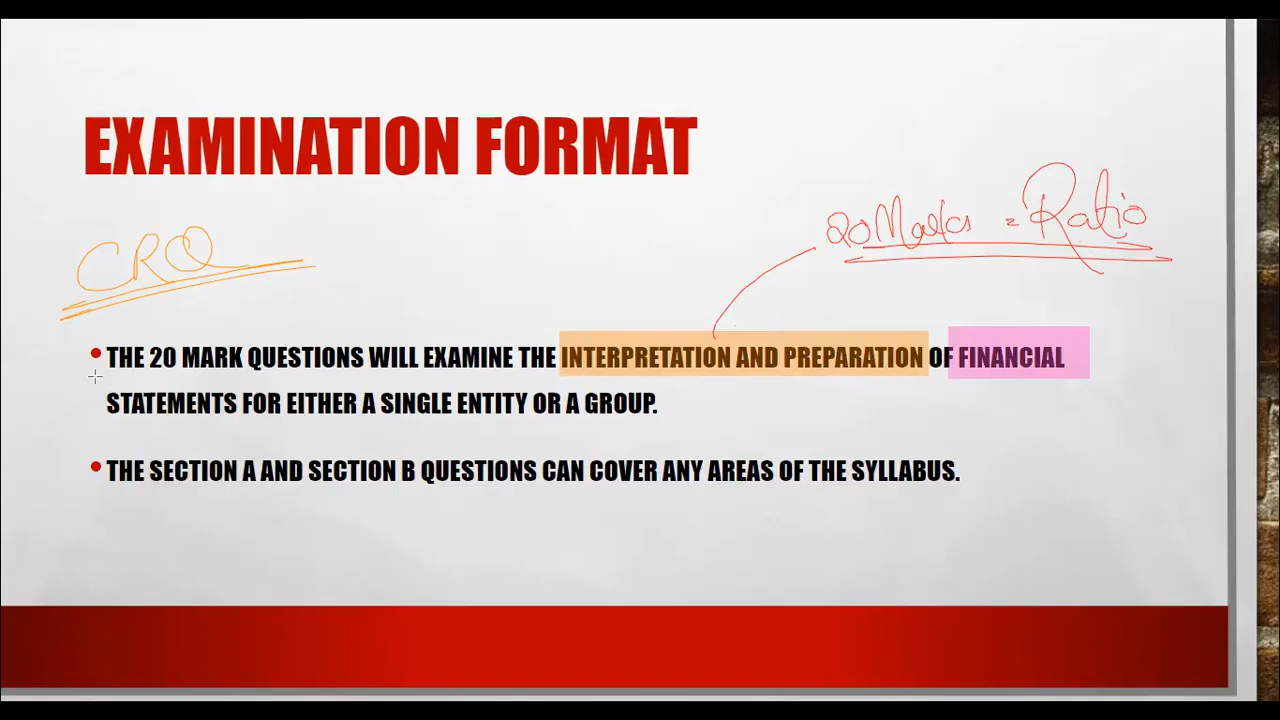 EXAMINATION FORMAT
20 Marks = Ratio
CRQ
• THE 20 MARK QUESTIONS WILL EXAMINE THE INTERPRETATION AND PREPARATION OF FINANCIAL
STATEMENTS FOR EITHER A SINGLE ENTITY OR A GROUP.
• THE SECTION A AND SECTION B QUESTIONS CAN COVER ANY AREAS OF THE SYLLABUS.